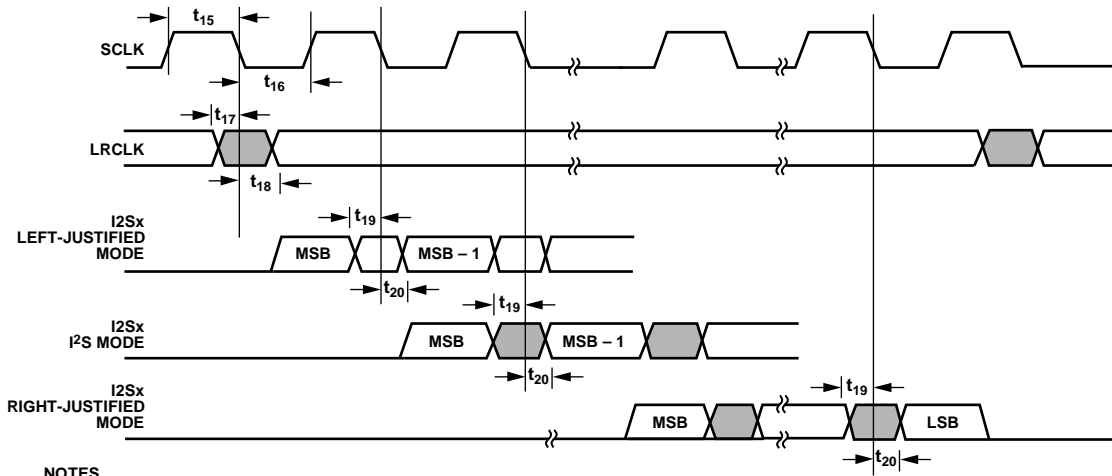 t15
SCLK
t16
t17
LRCLK
t18
I2Sx
LEFT-JUSTIFIED
MODE
t19
MSB
MSB – 1
t20
t19
I2Sx
I2S MODE
MSB
MSB – 1
t20
I2Sx
RIGHT-JUSTIFIED
MODE
t19
MSB
LSB
t20
NOTES